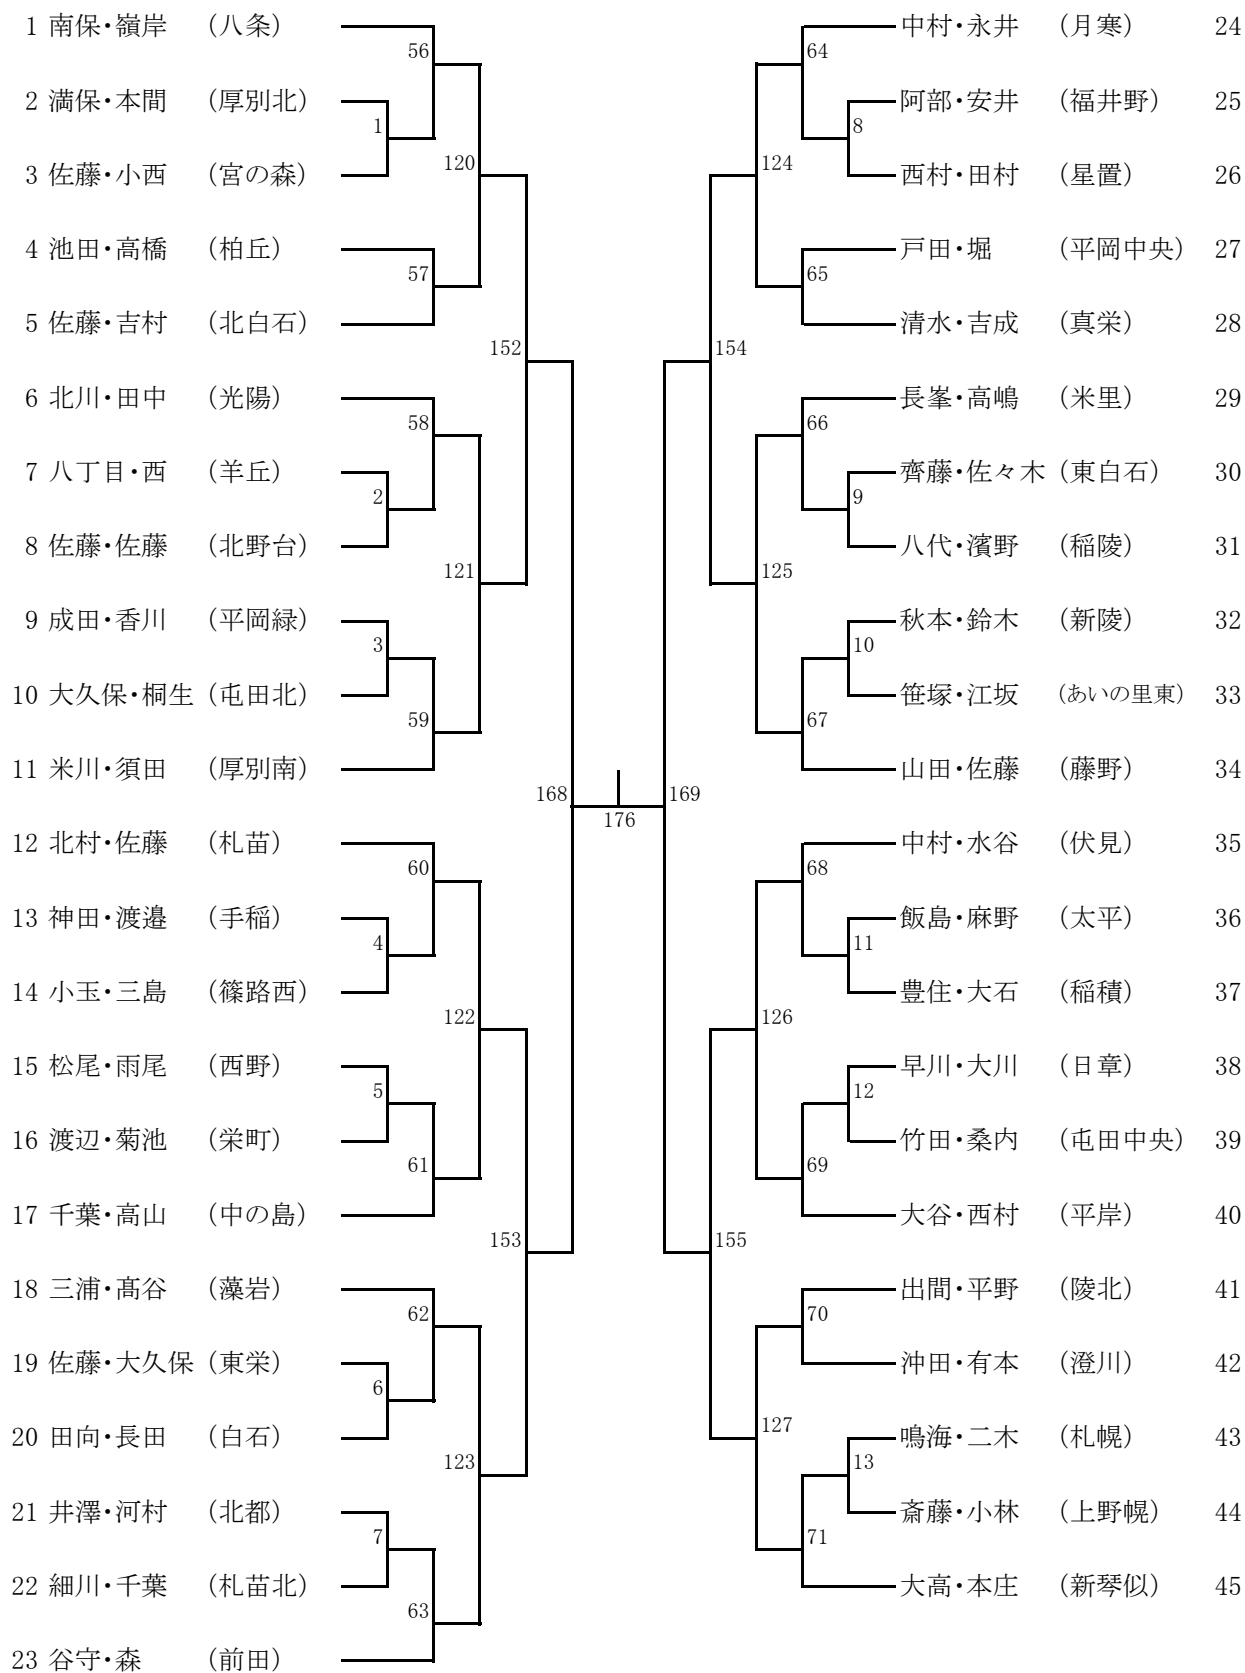 1 南保・嶺岸 (八条)
56
2 満保・本間 (厚別北)
1
3 佐藤・小西 (宮の森)
120
4 池田・高橋 (柏丘)
57
5 佐藤・吉村 (北白石)
152
6 北川・田中 (光陽)
58
7 八丁目・西 (羊丘)
2
8 佐藤・佐藤 (北野台)
121
9 成田・香川 (平岡緑)
3
10 大久保・桐生 (屯田北)
59
11 米川・須田 (厚別南)
168
12 北村・佐藤 (札苗)
60
13 神田・渡邉 (手稲)
4
14 小玉・三島 (篠路西)
122
15 松尾・雨尾 (西野)
5
16 渡辺・菊池 (栄町)
61
17 千葉・高山 (中の島)
153
18 三浦・髙谷 (藻岩)
62
19 佐藤・大久保 (東栄)
6
20 田向・長田 (白石)
123
21 井澤・河村 (北都)
7
22 細川・千葉 (札苗北)
63
23 谷守・森 (前田)
176
中村・永井 (月寒) 24
64
阿部・安井 (福井野) 25
8
西村・田村 (星置) 26
124
戸田・堀 (平岡中央) 27
65
清水・吉成 (真栄) 28
154
長峯・高嶋 (米里) 29
66
齊藤・佐々木 (東白石) 30
9
八代・濱野 (稲陵) 31
125
秋本・鈴木 (新陵) 32
10
笹塚・江坂 (あいの里東) 33
67
山田・佐藤 (藤野) 34
169
中村・水谷 (伏見) 35
68
飯島・麻野 (太平) 36
11
豊住・大石 (稲積) 37
126
早川・大川 (日章) 38
12
竹田・桑内 (屯田中央) 39
69
大谷・西村 (平岸) 40
155
出間・平野 (陵北) 41
70
沖田・有本 (澄川) 42
127
鳴海・二木 (札幌) 43
13
斎藤・小林 (上野幌) 44
71
大高・本庄 (新琴似) 45